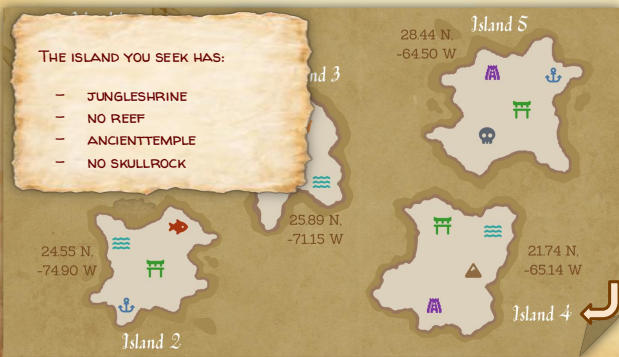 THE ISLAND YOU SEEK HAS:
- JUNGLESHRINE
- NO REEF
- ANCIENTTEMPLE
- NO SKULLROCK
nd 3
25.89 N,
-71.15 W
Island 5
28.44 N,
-64.50 W
24.55 N,
-74.90 W
Island 2
21.74 N,
-65.14 W
Island 4